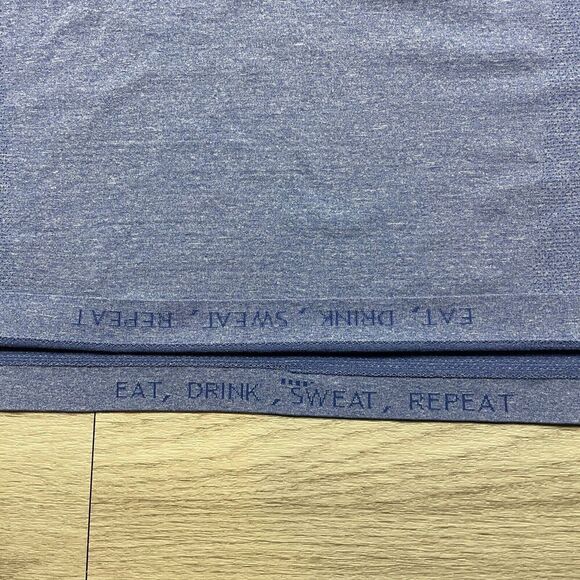 EAT, DRINK, SWEAT, REPEAT
EAT, DRINK , SWEAT, REPEAT